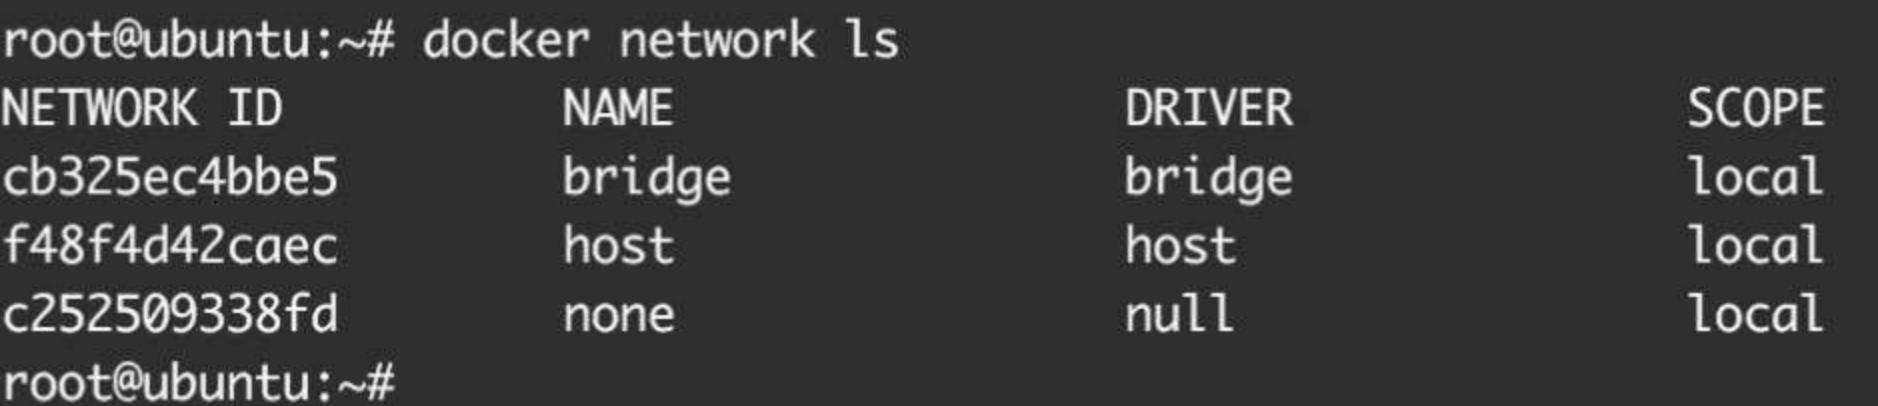 root@ubuntu:~# docker network ls
NETWORK ID NAME DRIVER SCOPE
cb325ec4bbe5 bridge bridge local
f48f4d42caec host host local
c252509338fd none null local
root@ubuntu:~#